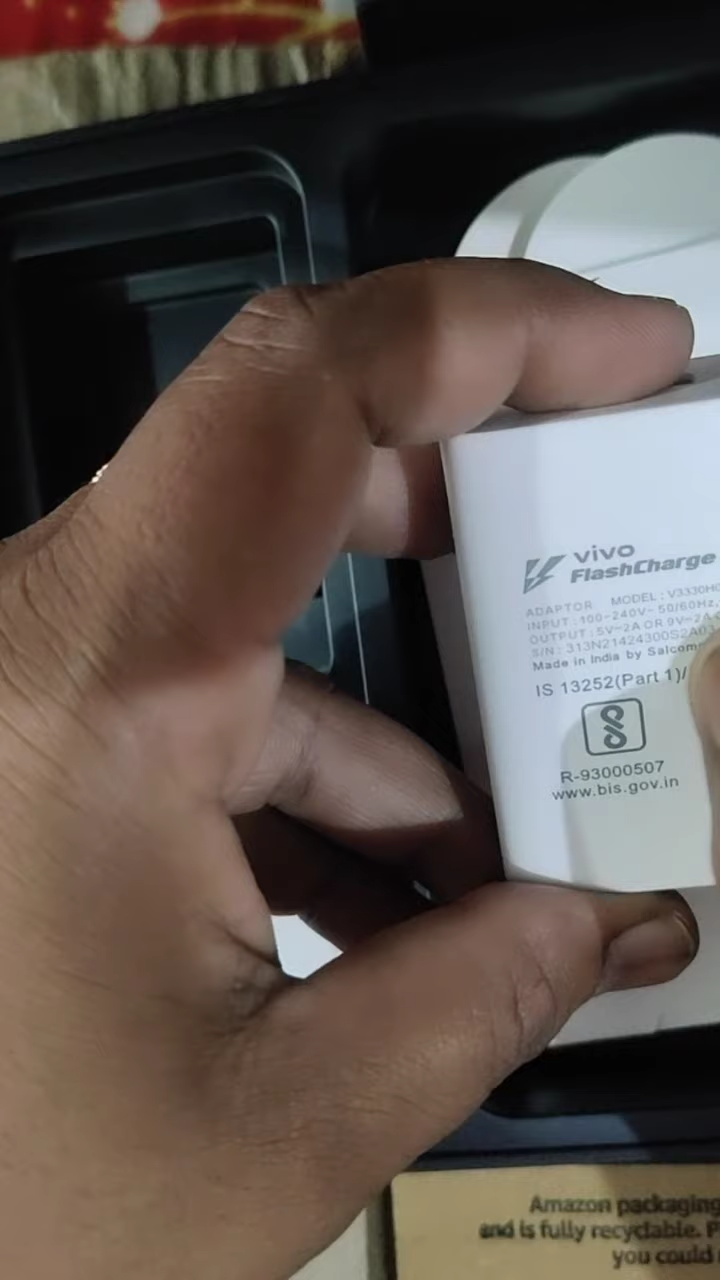 vivo
FlashCharge
ADAPTOR MODEL: V3330H0
INPUT: 100-240V~50/60Hz,
OUTPUT: 5V⎓2A OR 9V⎓2A
S/N: 313N21424300S2A03
Made in India by Salcom
IS 13252(Part 1)/
R-93000507
www.bis.gov.in
Amazon packaging
and is fully recyclable. P
you could